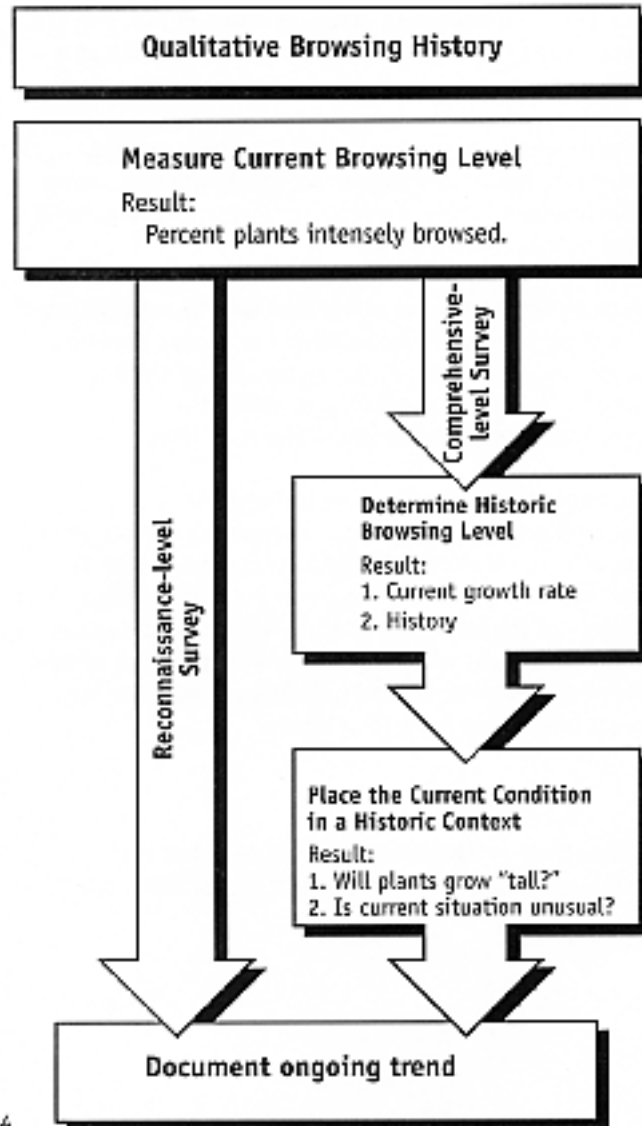 Qualitative Browsing History
Measure Current Browsing Level
Result:
Percent plants intensely browsed.
Comprehensive-
level Survey
Reconnaissance-level
Survey
Determine Historic
Browsing Level
Result:
1. Current growth rate
2. History
Place the Current Condition
in a Historic Context
Result:
1. Will plants grow "tall?"
2. Is current situation unusual?
Document ongoing trend